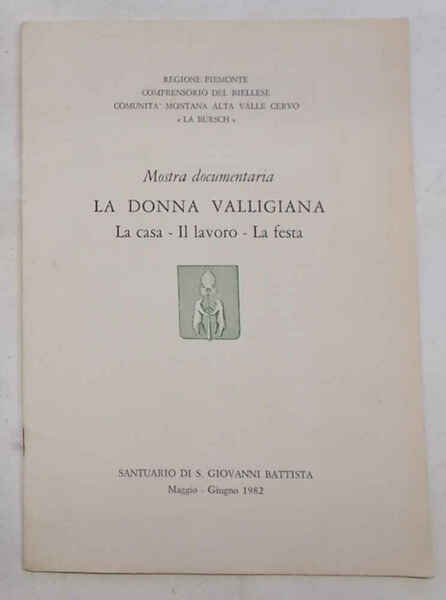 REGIONE PIEMONTE
COMPRENSORIO DEL BIELLESE
COMUNITA' MONTANA ALTA VALLE CERVO
« LA BURSCH »
Mostra documentaria
LA DONNA VALLIGIANA
La casa - Il lavoro - La festa
SANTUARIO DI S. GIOVANNI BATTISTA
Maggio - Giugno 1982